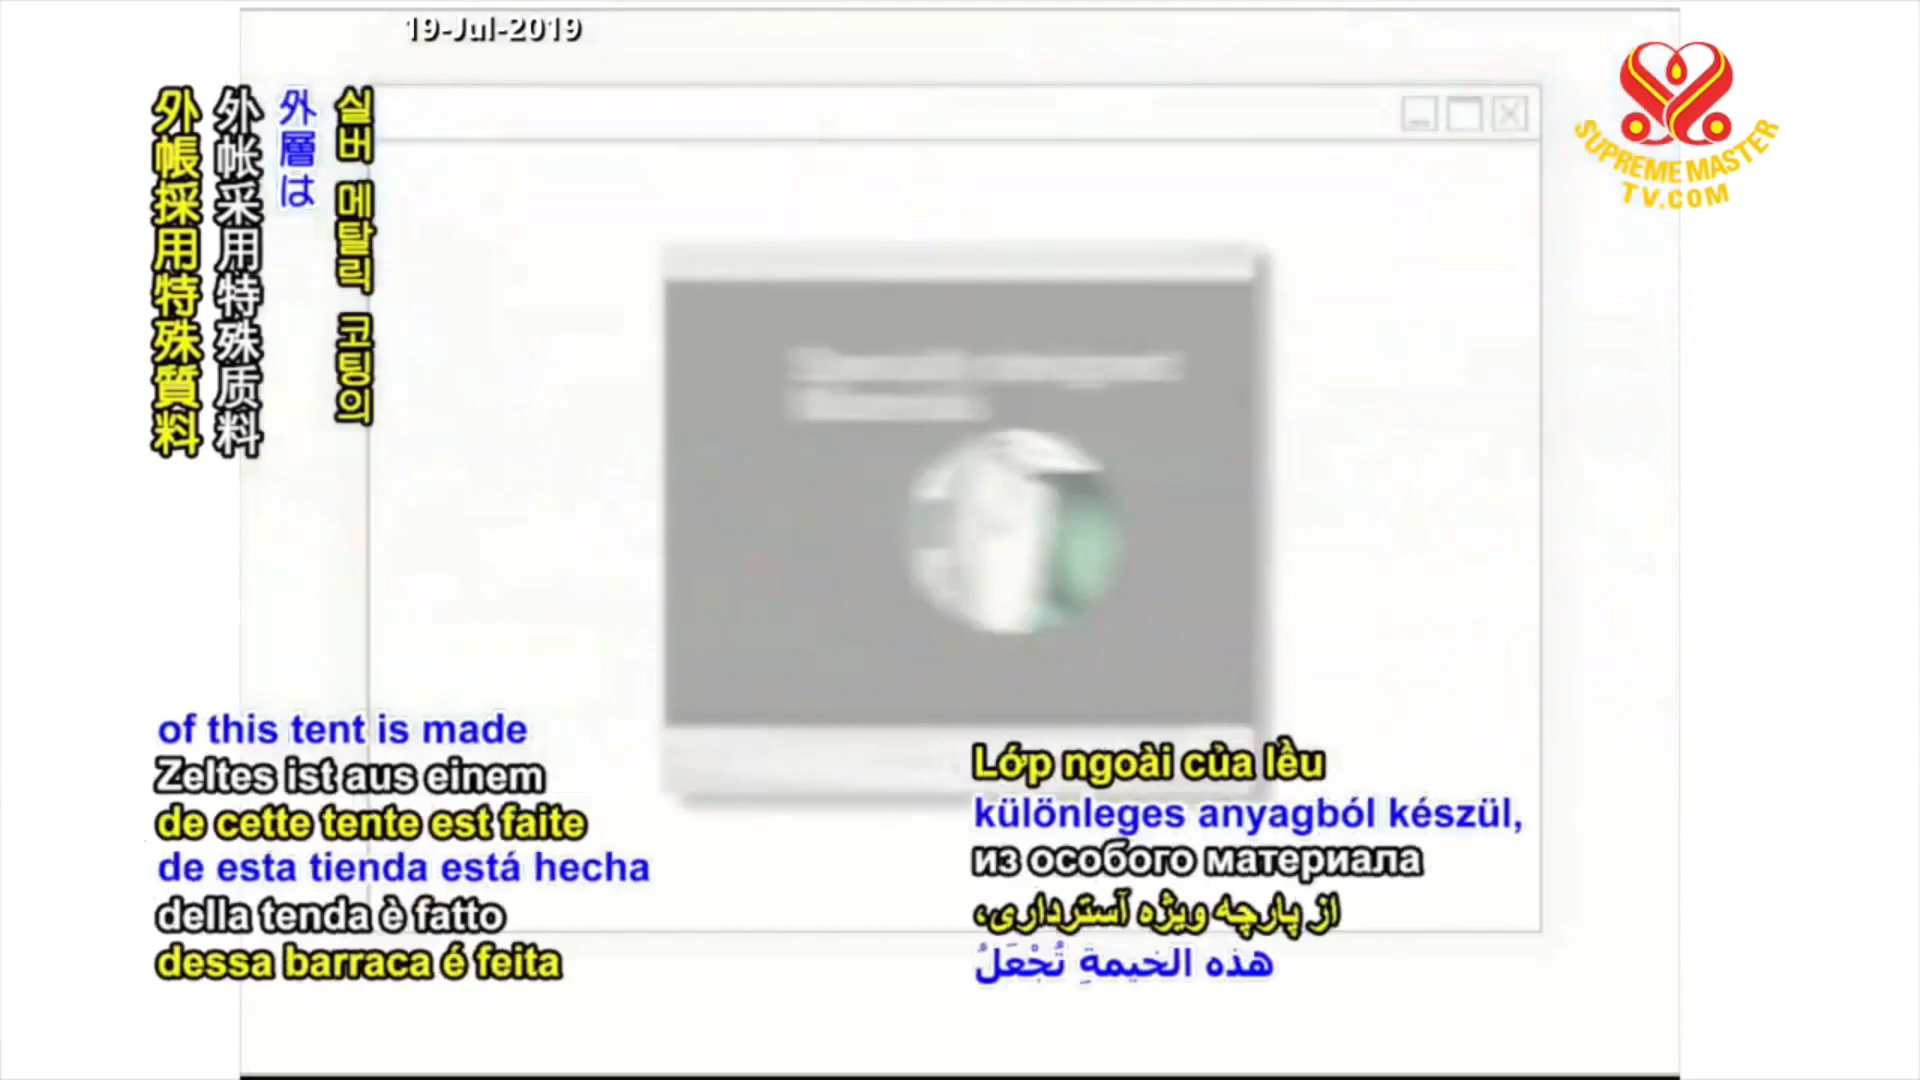 19-Jul-2019
外帳採用特殊質料
外帐采用特殊质料
外層は
실버 메탈릭 코팅의
SUPREME MASTER
TV.COM
of this tent is made
Zeltes ist aus einem
de cette tente est faite
de esta tienda está hecha
della tenda è fatto
dessa barraca é feita
Lớp ngoài của lều
különleges anyagból készül,
из особого материала
از پارچه ویژه آسترداری،
هذه الخيمةِ تُجْعَلُ